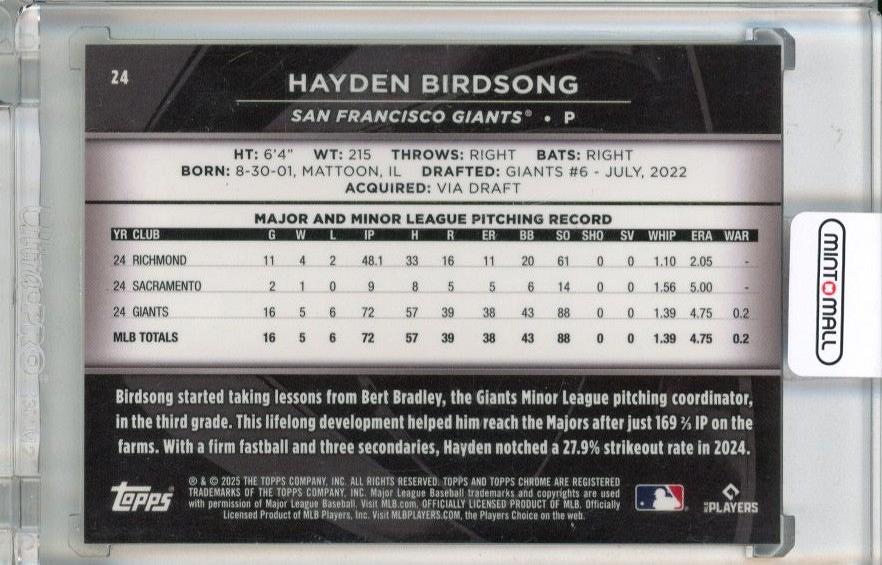 24
HAYDEN BIRDSONG
SAN FRANCISCO GIANTS® • P
HT: 6'4" WT: 215 THROWS: RIGHT BATS: RIGHT
BORN: 8-30-01, MATTOON, IL DRAFTED: GIANTS #6 - JULY, 2022
ACQUIRED: VIA DRAFT
MAJOR AND MINOR LEAGUE PITCHING RECORD
YR CLUB G W L IP H R ER BB SO SHO SV WHIP ERA WAR
24 RICHMOND 11 4 2 48.1 33 16 11 20 61 0 0 1.10 2.05 -
24 SACRAMENTO 2 1 0 9 8 5 5 6 14 0 0 1.56 5.00 -
24 GIANTS 16 5 6 72 57 39 38 43 88 0 0 1.39 4.75 0.2
MLB TOTALS 16 5 6 72 57 39 38 43 88 0 0 1.39 4.75 0.2
Birdsong started taking lessons from Bert Bradley, the Giants Minor League pitching coordinator,
in the third grade. This lifelong development helped him reach the Majors after just 169 ⅔ IP on the
farms. With a firm fastball and three secondaries, Hayden notched a 27.9% strikeout rate in 2024.
topps
® & © 2025 THE TOPPS COMPANY, INC. ALL RIGHTS RESERVED. TOPPS AND TOPPS CHROME ARE REGISTERED
TRADEMARKS OF THE TOPPS COMPANY, INC. Major League Baseball trademarks and copyrights are used
with permission of Major League Baseball. Visit MLB.com. OFFICIALLY LICENSED PRODUCT OF MLB. Officially
Licensed Product of MLB Players, Inc. Visit MLBPLAYERS.COM, the Players Choice on the web.
PLAYERS
MINTOMALL